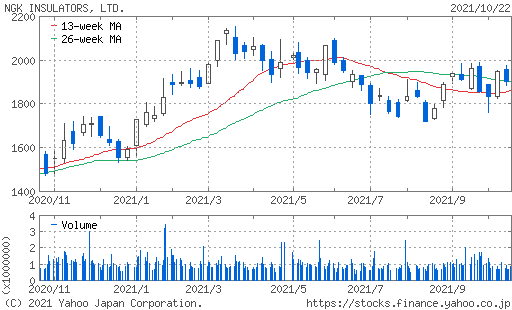 NGK INSULATORS, LTD. 2021/10/22
2200
13-week MA
26-week MA
2000
1800
1600
1400
2020/11 2021/1 2021/3 2021/5 2021/7 2021/9
4
Volume
3
2
1
0
(x1000000)
2020/11 2021/1 2021/3 2021/5 2021/7 2021/9
(C) 2021 Yahoo Japan Corporation. https://stocks.finance.yahoo.co.jp/